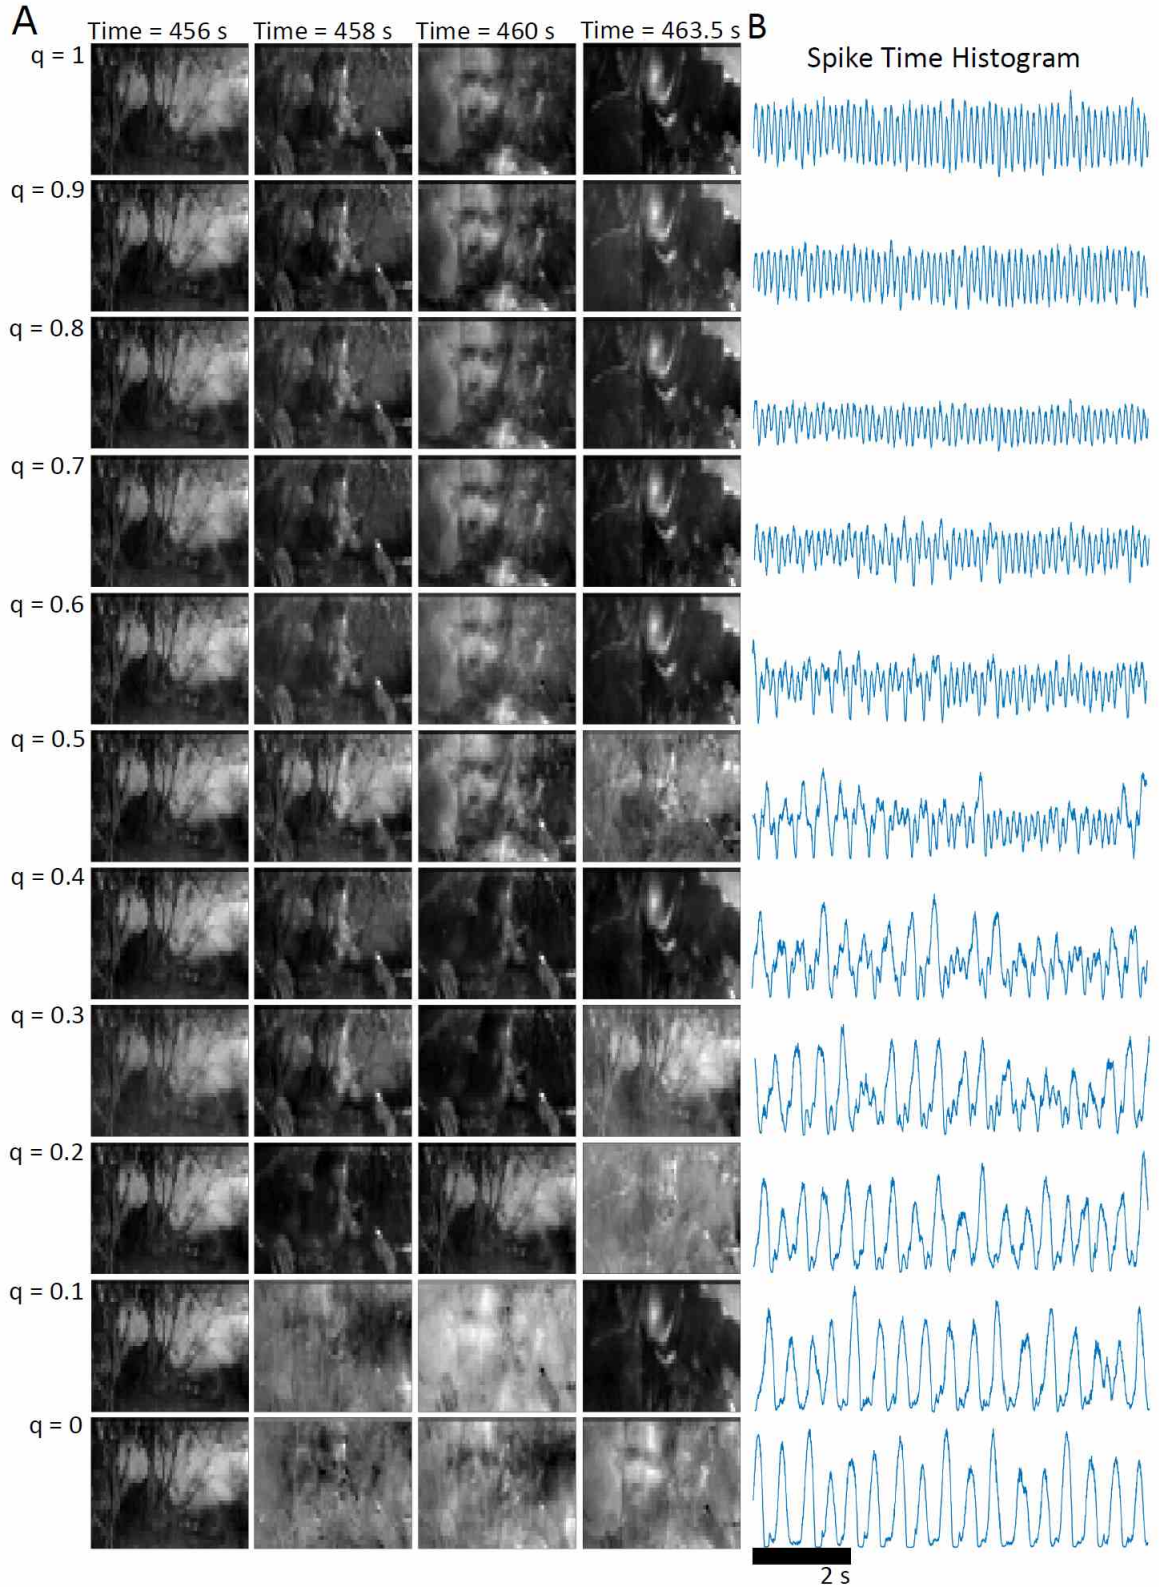 A
Time = 456 s Time = 458 s Time = 460 s Time = 463.5 s
B
Spike Time Histogram
q = 1
q = 0.9
q = 0.8
q = 0.7
q = 0.6
q = 0.5
q = 0.4
q = 0.3
q = 0.2
q = 0.1
q = 0
2 s